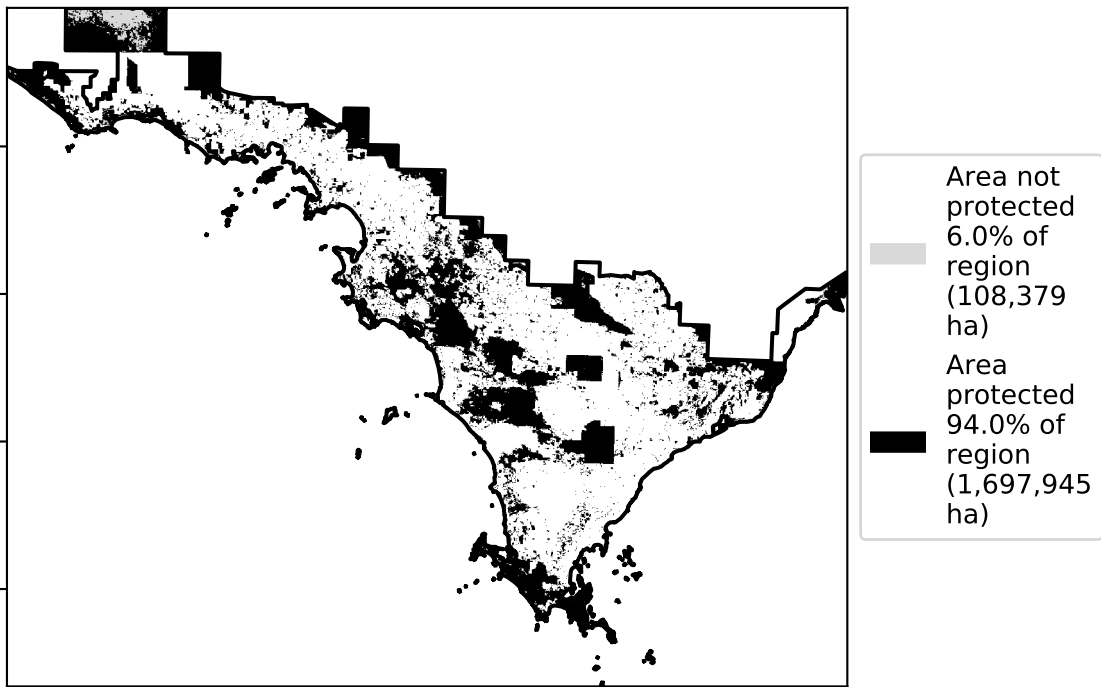 Area not
protected
6.0% of
region
(108,379
ha)
Area
protected
94.0% of
region
(1,697,945
ha)